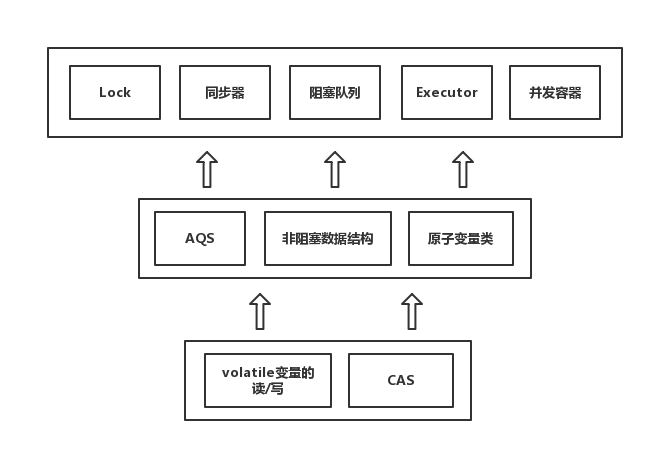 Lock
同步器
阻塞队列
Executor
并发容器
AQS
非阻塞数据结构
原子变量类
volatile变量的
读/写
CAS